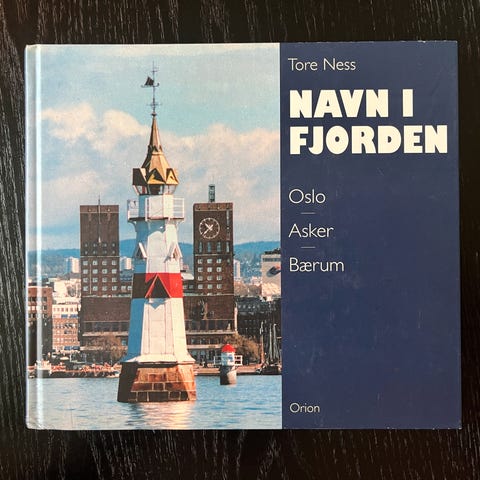 Tore Ness
NAVN I
FJORDEN
Oslo
Asker
Bærum
Orion